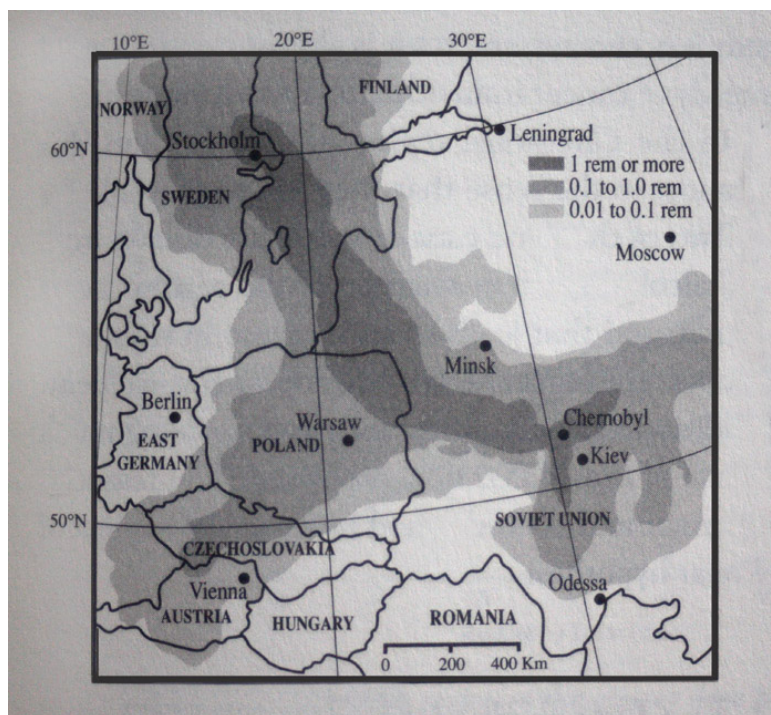 10°E 20°E 30°E
NORWAY
FINLAND
60°N
Stockholm
Leningrad
1 rem or more
0.1 to 1.0 rem
0.01 to 0.1 rem
SWEDEN
Moscow
Minsk
Berlin
Warsaw
Chernobyl
EAST
GERMANY
POLAND
Kiev
50°N
SOVIET UNION
CZECHOSLOVAKIA
Vienna
Odessa
AUSTRIA
HUNGARY
ROMANIA
0 200 400 Km